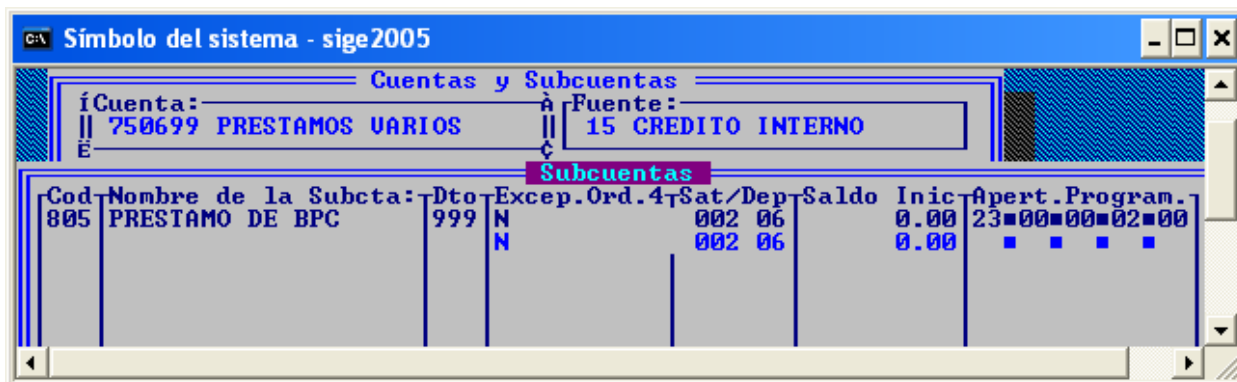 Símbolo del sistema - sige2005
Cuentas y Subcuentas
Cuenta: Fuente:
750699 PRESTAMOS VARIOS 15 CREDITO INTERNO
Subcuentas
Cod Nombre de la Subcta: Dto Excep.Ord.4 Sat/Dep Saldo Inic Apert.Program.
805 PRESTAMO DE BPC 999 N 002 06 0.00 23■00■00■02■00
N 002 06 0.00 ■ ■ ■ ■